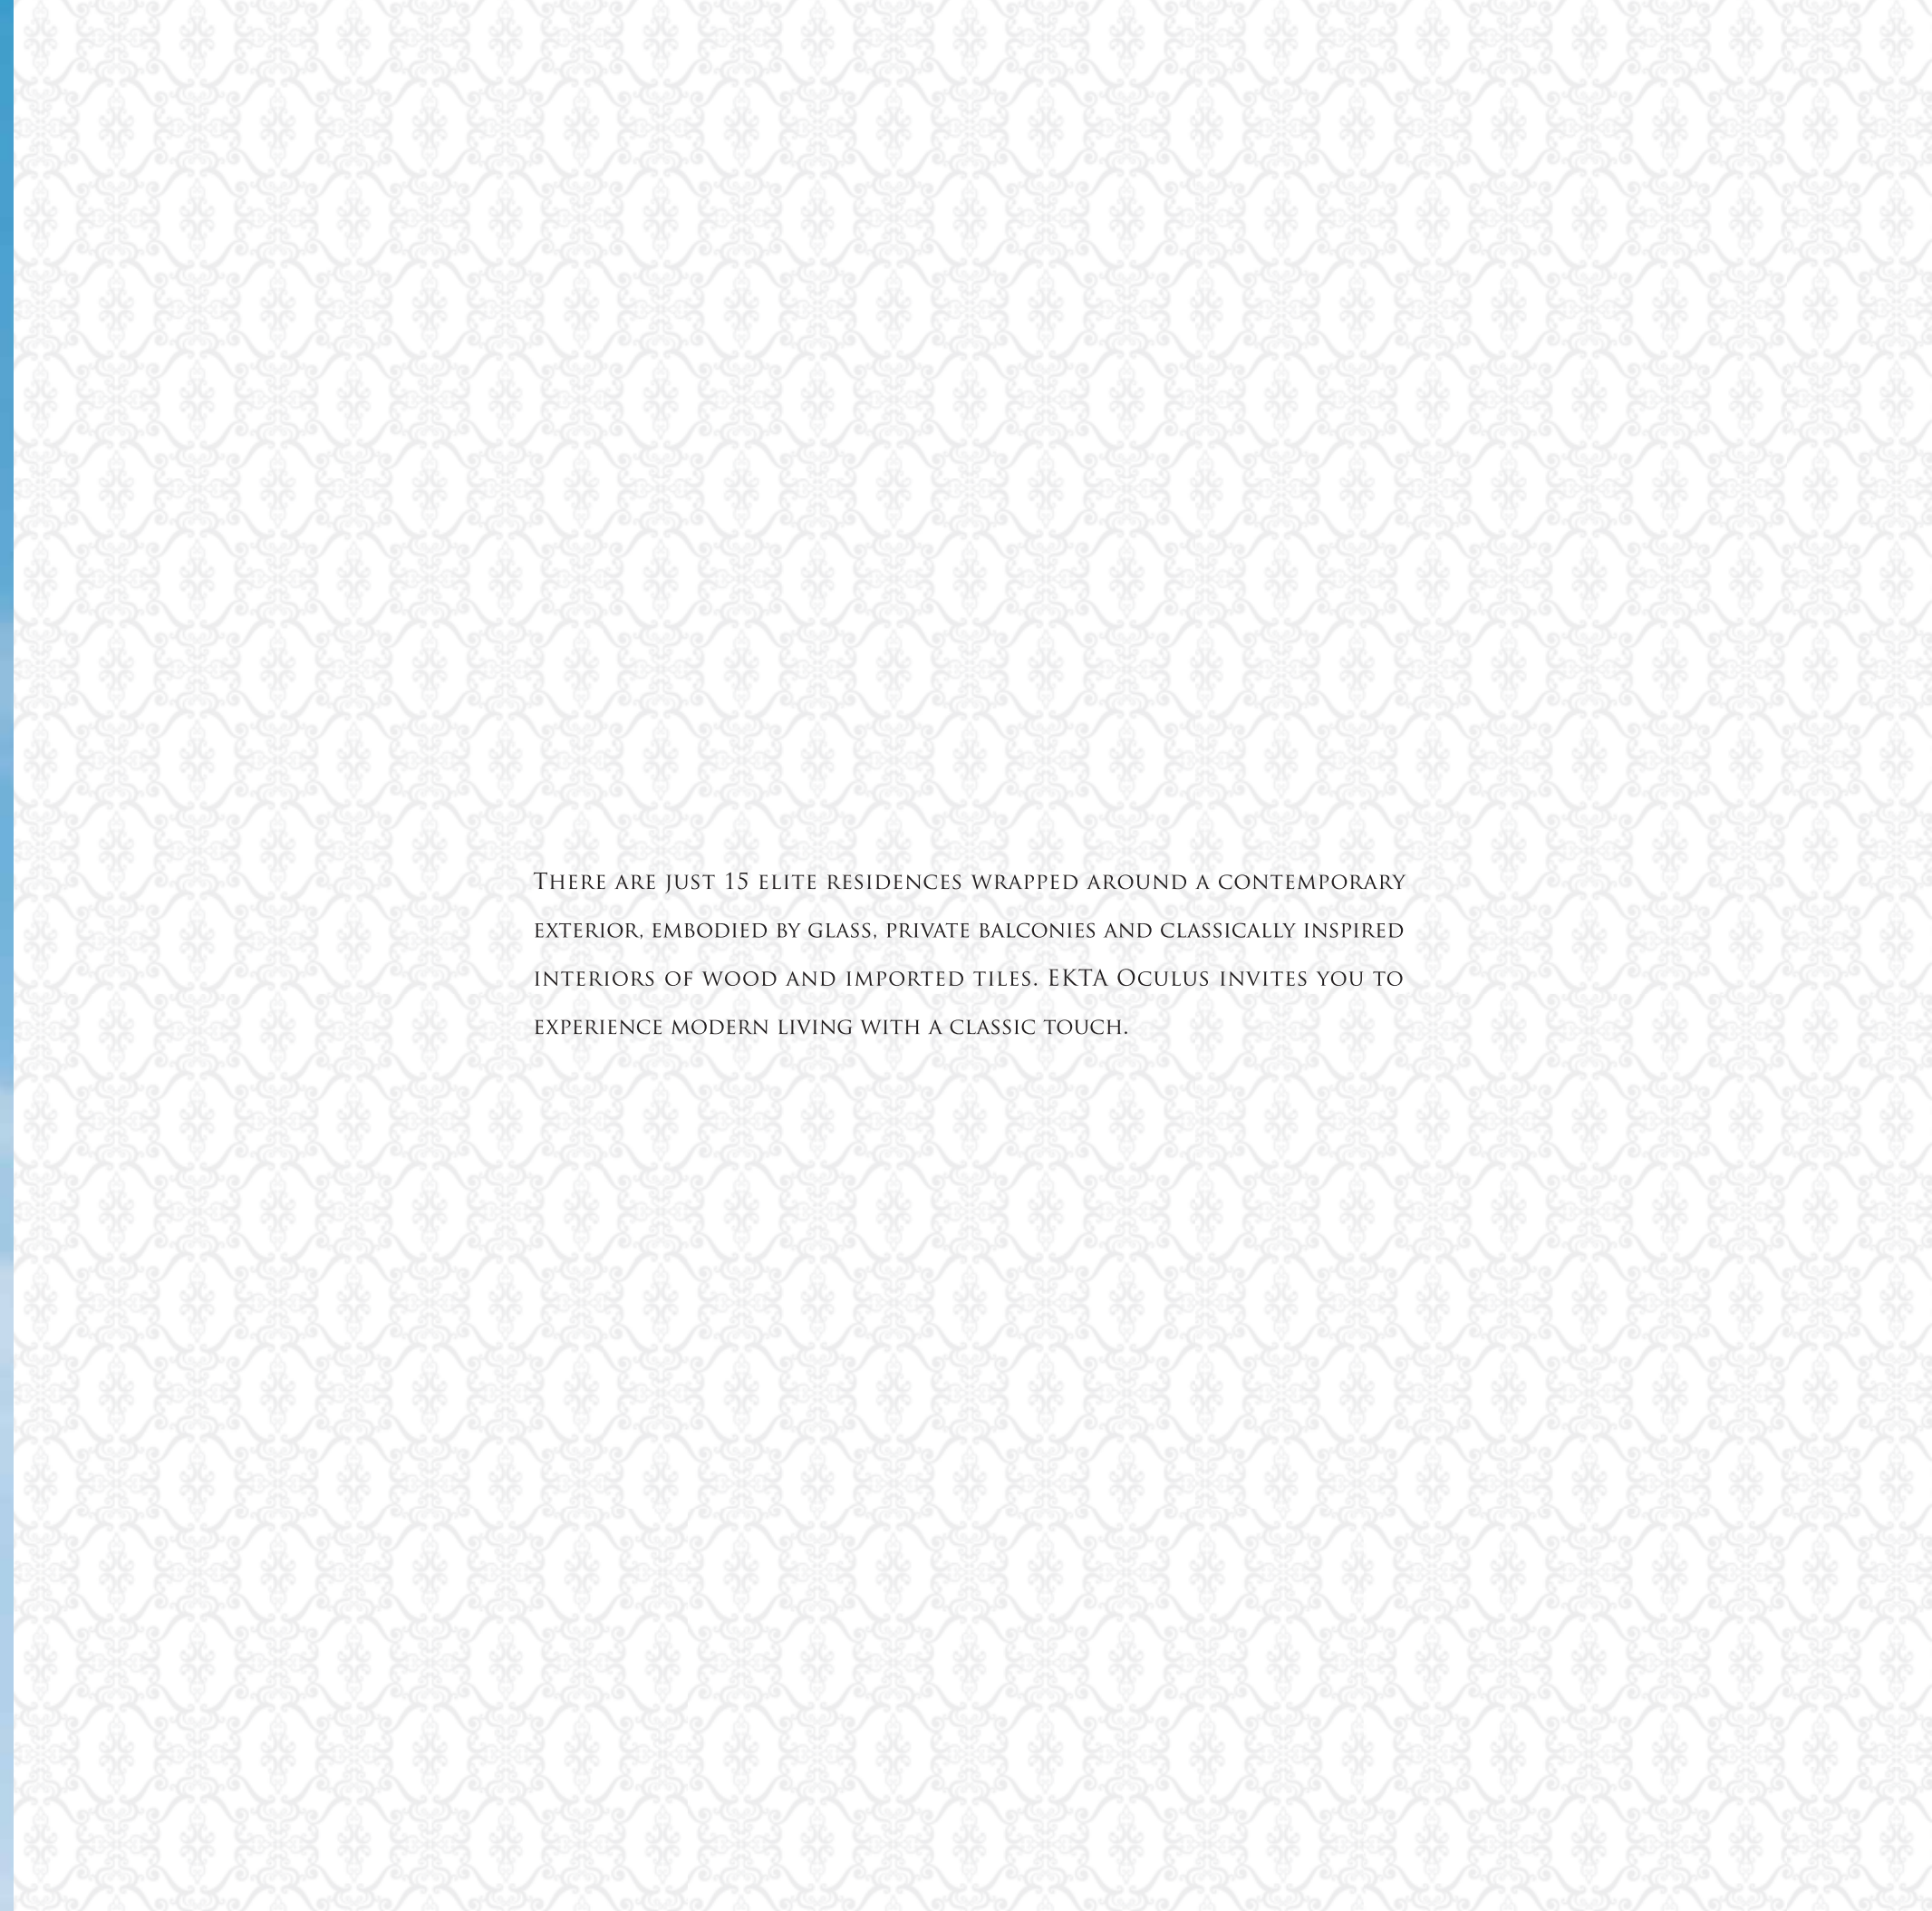 There are just 15 elite residences wrapped around a contemporary
exterior, embodied by glass, private balconies and classically inspired
interiors of wood and imported tiles. EKTA Oculus invites you to
experience modern living with a classic touch.